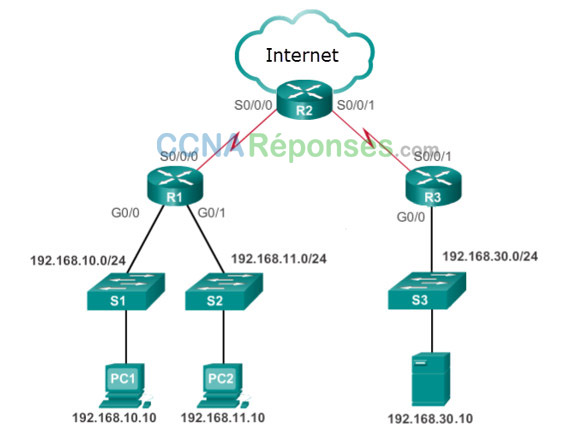 Internet
S0/0/0
R2
S0/0/1
CCNARéponses.com
S0/0/0
S0/0/1
R1
R3
G0/0
G0/1
G0/0
192.168.10.0/24
192.168.11.0/24
192.168.30.0/24
S1
S2
S3
PC1
PC2
192.168.10.10
192.168.11.10
192.168.30.10